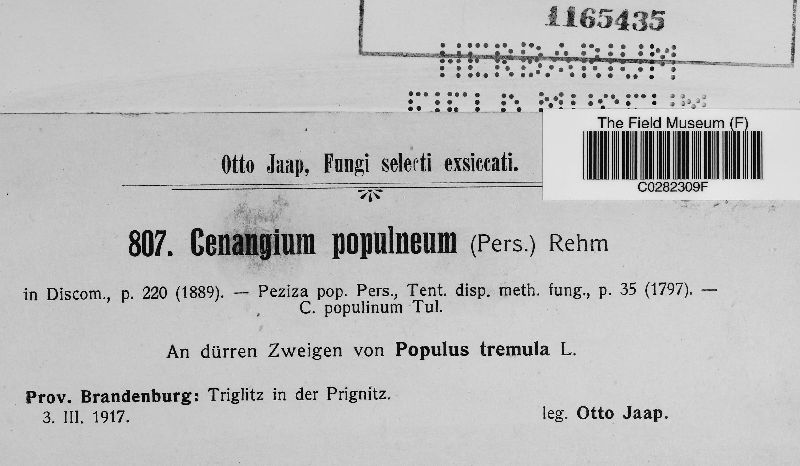 1165435
HERBARIUM
FIELD MUSEUM
The Field Museum (F)
C0282309F
Otto Jaap, Fungi selecti exsiccati.
807. Cenangium populneum (Pers.) Rehm
in Discom., p. 220 (1889). — Peziza pop. Pers., Tent. disp. meth. fung., p. 35 (1797). —
C. populinum Tul.
An dürren Zweigen von Populus tremula L.
Prov. Brandenburg: Triglitz in der Prignitz.
3. III. 1917.
leg. Otto Jaap.